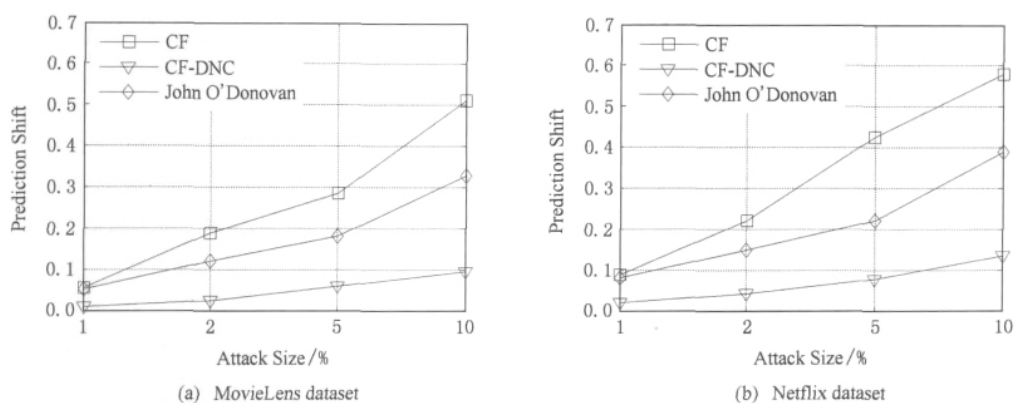 0.7
0.6
0.5
0.4
0.3
0.2
0.1
0.0
Prediction Shift
CF
CF-DNC
John O'Donovan
1 2 5 10
Attack Size/%
(a) MovieLens dataset
0.7
0.6
0.5
0.4
0.3
0.2
0.1
0.0
Prediction Shift
CF
CF-DNC
John O'Donovan
1 2 5 10
Attack Size/%
(b) Netflix dataset